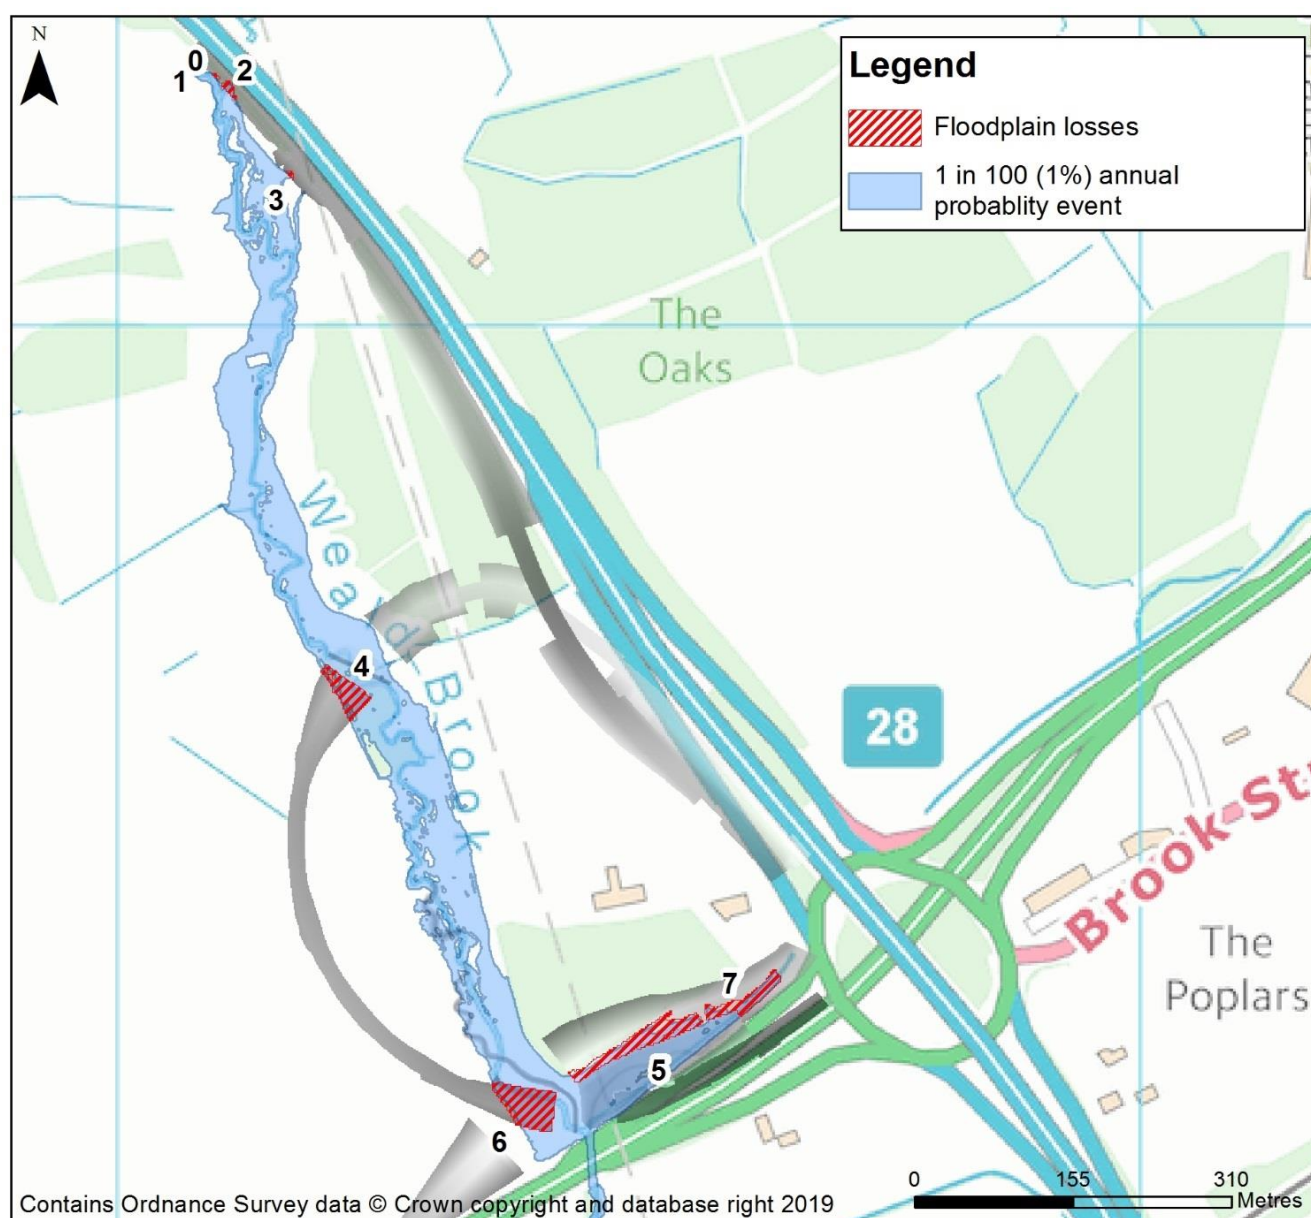 N
0
1
2
3
Legend
Floodplain losses
1 in 100 (1%) annual
probablity event
The
Oaks
Weald Brook
4
28
Brook Str
The
Poplars
7
5
6
0 155 310
Metres
Contains Ordnance Survey data © Crown copyright and database right 2019